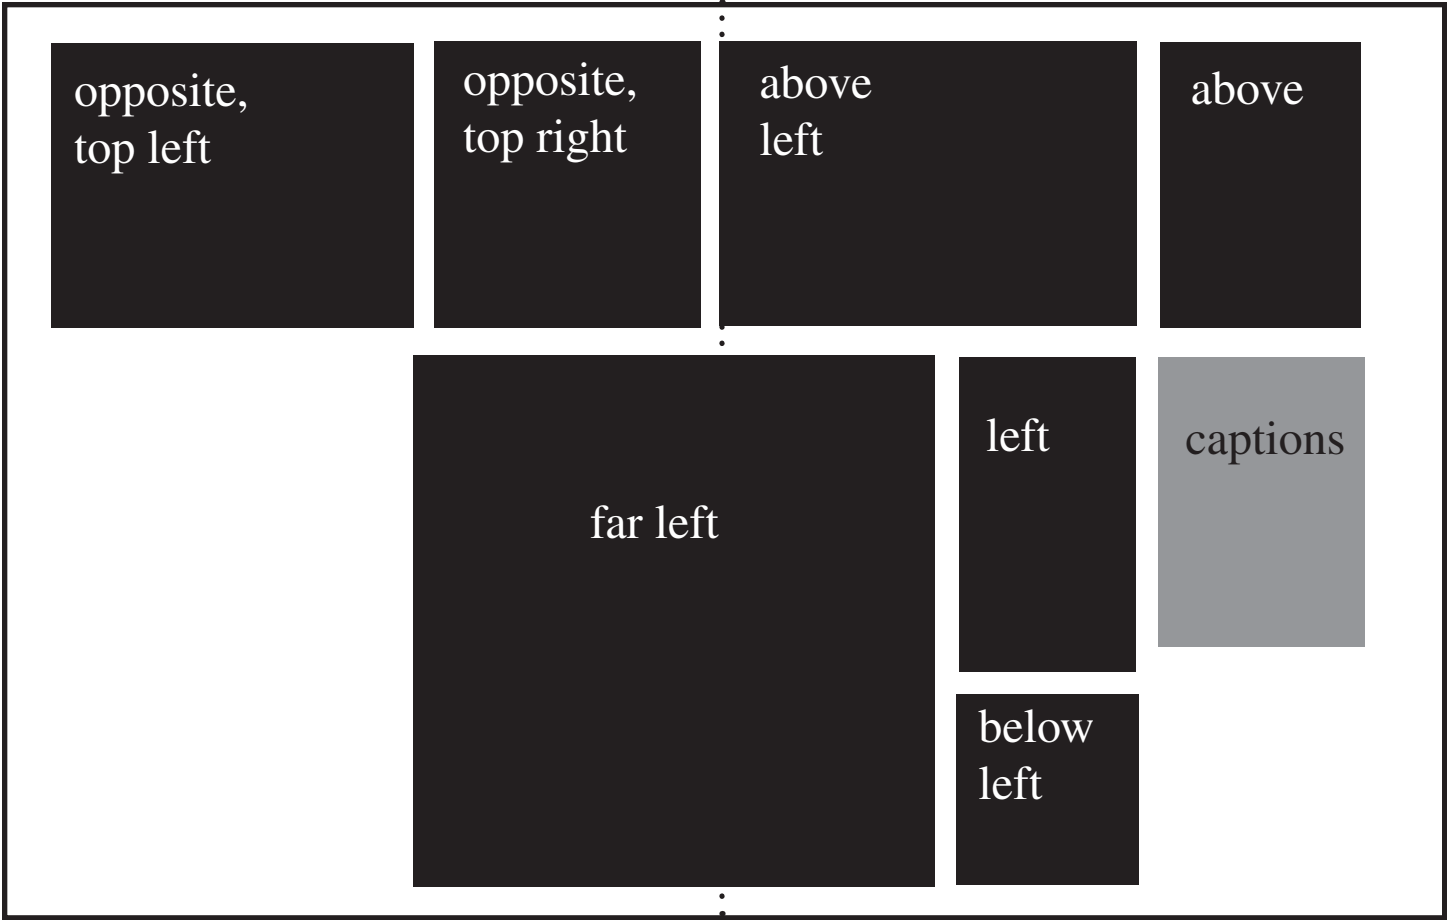 opposite,
top left
opposite,
top right
above
left
above
far left
left
captions
below
left